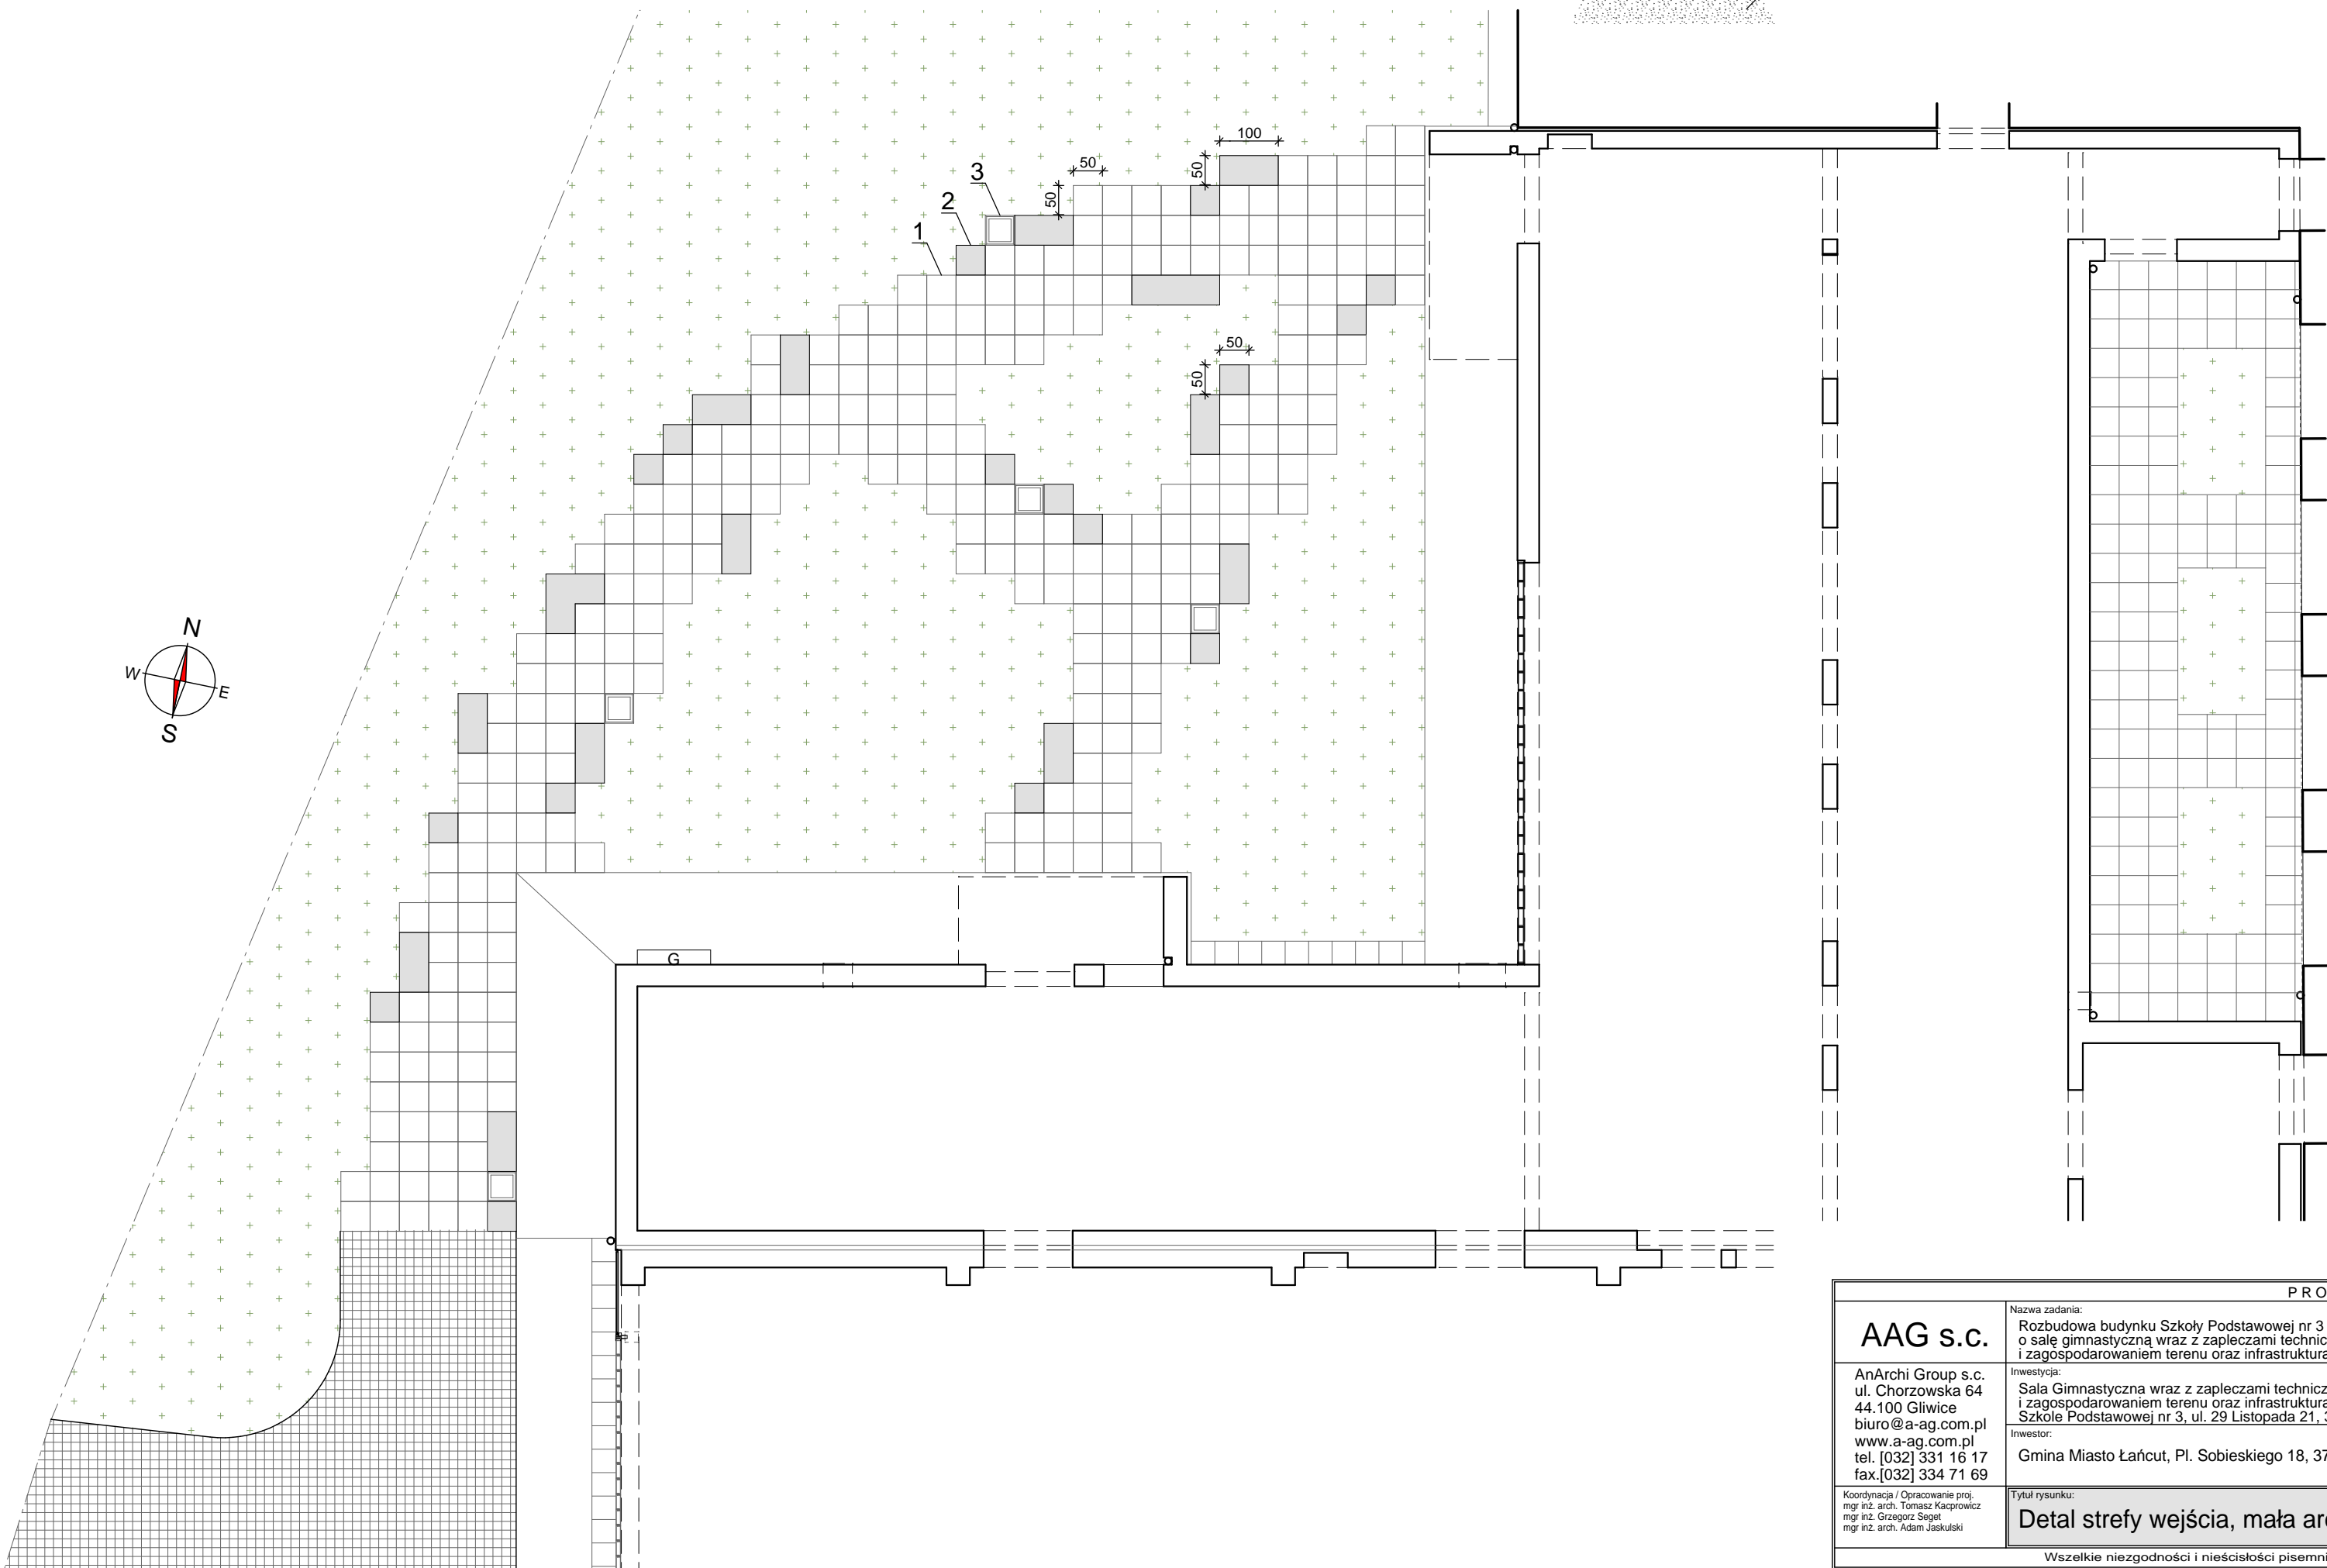 100
50
50
50
3
2
1
50
50
N
W
E
S
G
PRO
AAG s.c.
Nazwa zadania:
Rozbudowa budynku Szkoły Podstawowej nr 3
o salę gimnastyczną wraz z zapleczami technic
i zagospodarowaniem terenu oraz infrastruktura
AnArchi Group s.c.
ul. Chorzowska 64
44.100 Gliwice
biuro@a-ag.com.pl
www.a-ag.com.pl
tel. [032] 331 16 17
fax.[032] 334 71 69
Inwestycja:
Sala Gimnastyczna wraz z zapleczami technicz
i zagospodarowaniem terenu oraz infrastruktura
Szkole Podstawowej nr 3, ul. 29 Listopada 21,
Inwestor:
Gmina Miasto Łańcut, Pl. Sobieskiego 18, 37
Koordynacja / Opracowanie proj.
mgr inż. arch. Tomasz Kacprowicz
mgr inż. Grzegorz Seget
mgr inż. arch. Adam Jaskulski
Tytuł rysunku:
Detal strefy wejścia, mała ar
Wszelkie niezgodności i nieścisłości pisemni